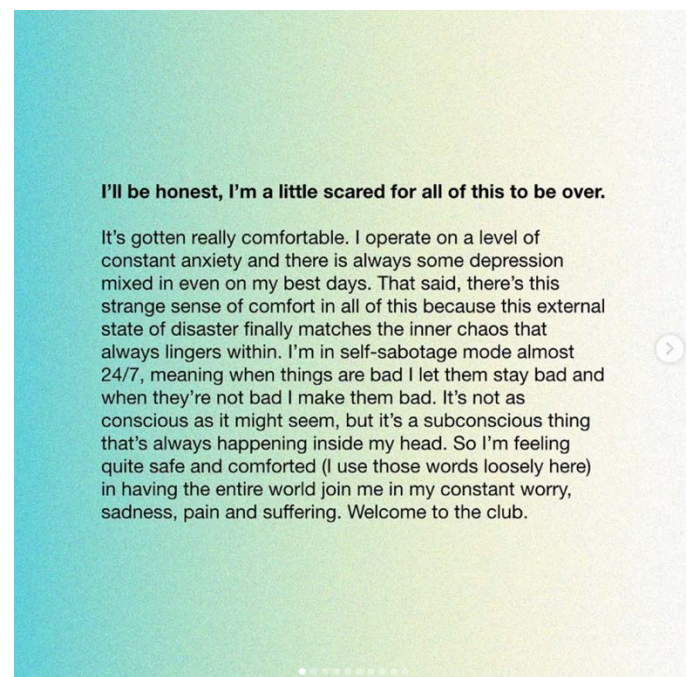 I’ll be honest, I’m a little scared for all of this to be over.
It’s gotten really comfortable. I operate on a level of
constant anxiety and there is always some depression
mixed in even on my best days. That said, there’s this
strange sense of comfort in all of this because this external
state of disaster finally matches the inner chaos that
always lingers within. I’m in self-sabotage mode almost
24/7, meaning when things are bad I let them stay bad and
when they’re not bad I make them bad. It’s not as
conscious as it might seem, but it’s a subconscious thing
that’s always happening inside my head. So I’m feeling
quite safe and comforted (I use those words loosely here)
in having the entire world join me in my constant worry,
sadness, pain and suffering. Welcome to the club.